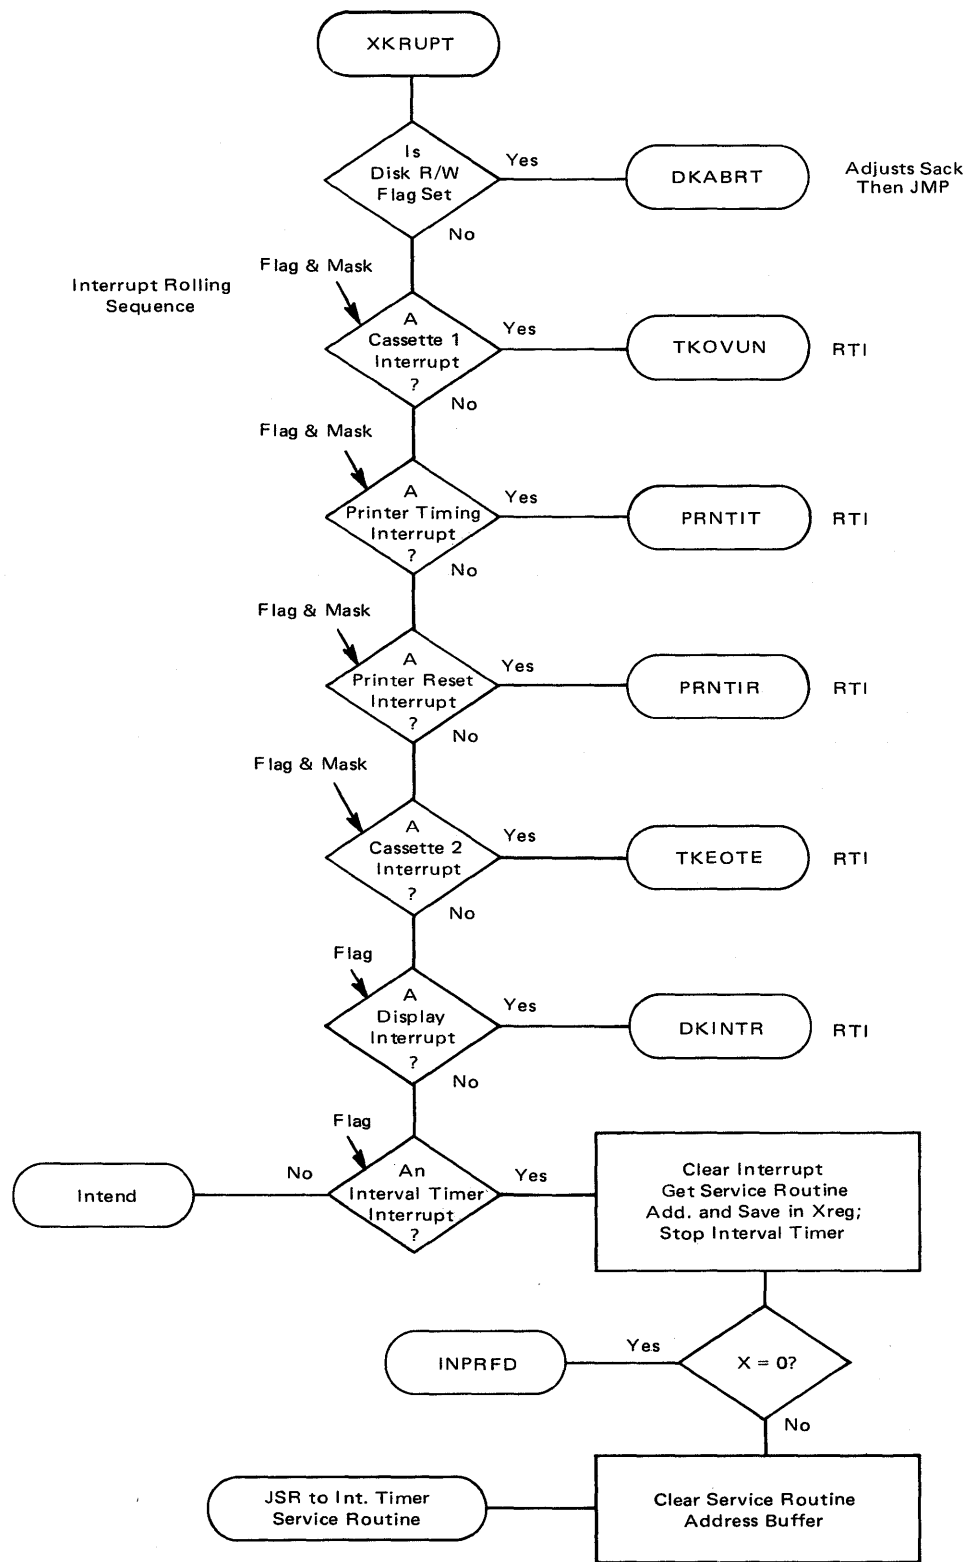 XKRUPT
Is
Disk R/W
Flag Set
Yes
DKABRT
Adjusts Sack
Then JMP
No
Flag & Mask
Interrupt Rolling
Sequence
A
Cassette 1
Interrupt
?
Yes
TKOVUN
RTI
No
Flag & Mask
A
Printer Timing
Interrupt
?
Yes
PRNTIT
RTI
No
Flag & Mask
A
Printer Reset
Interrupt
?
Yes
PRNTIR
RTI
No
Flag & Mask
A
Cassette 2
Interrupt
?
Yes
TKEOTE
RTI
No
Flag
A
Display
Interrupt
?
Yes
DKINTR
RTI
No
Flag
An
Interval Timer
Interrupt
?
No
Intend
Yes
Clear Interrupt
Get Service Routine
Add. and Save in Xreg;
Stop Interval Timer
X = 0?
Yes
INPRFD
No
Clear Service Routine
Address Buffer
JSR to Int. Timer
Service Routine